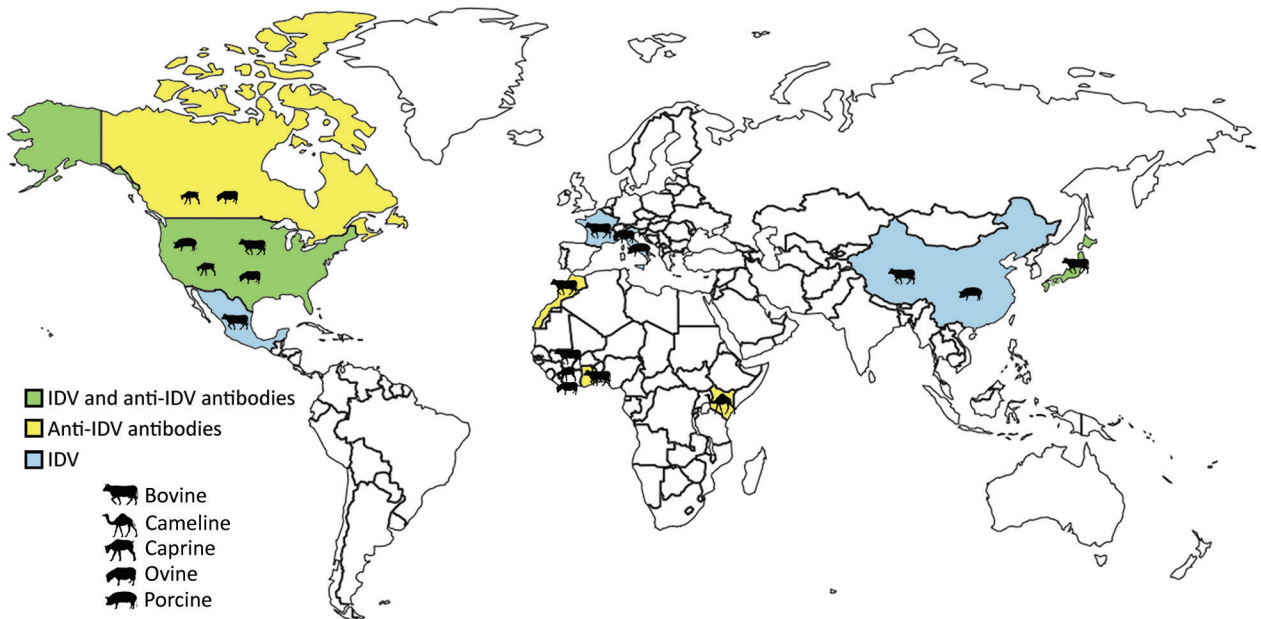 IDV and anti-IDV antibodies
Anti-IDV antibodies
IDV
Bovine
Cameline
Caprine
Ovine
Porcine